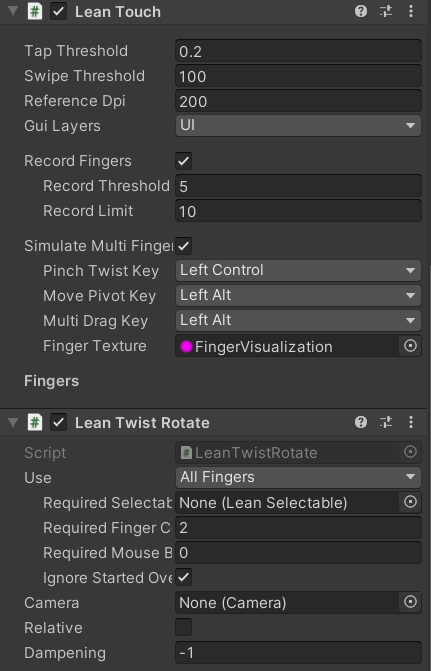 Lean Touch
Tap Threshold 0.2
Swipe Threshold 100
Reference Dpi 200
Gui Layers UI
Record Fingers
Record Threshold 5
Record Limit 10
Simulate Multi Finger
Pinch Twist Key Left Control
Move Pivot Key Left Alt
Multi Drag Key Left Alt
Finger Texture FingerVisualization
Fingers
Lean Twist Rotate
Script LeanTwistRotate
Use All Fingers
Required Selectab None (Lean Selectable)
Required Finger C 2
Required Mouse B 0
Ignore Started Ove
Camera None (Camera)
Relative
Dampening -1